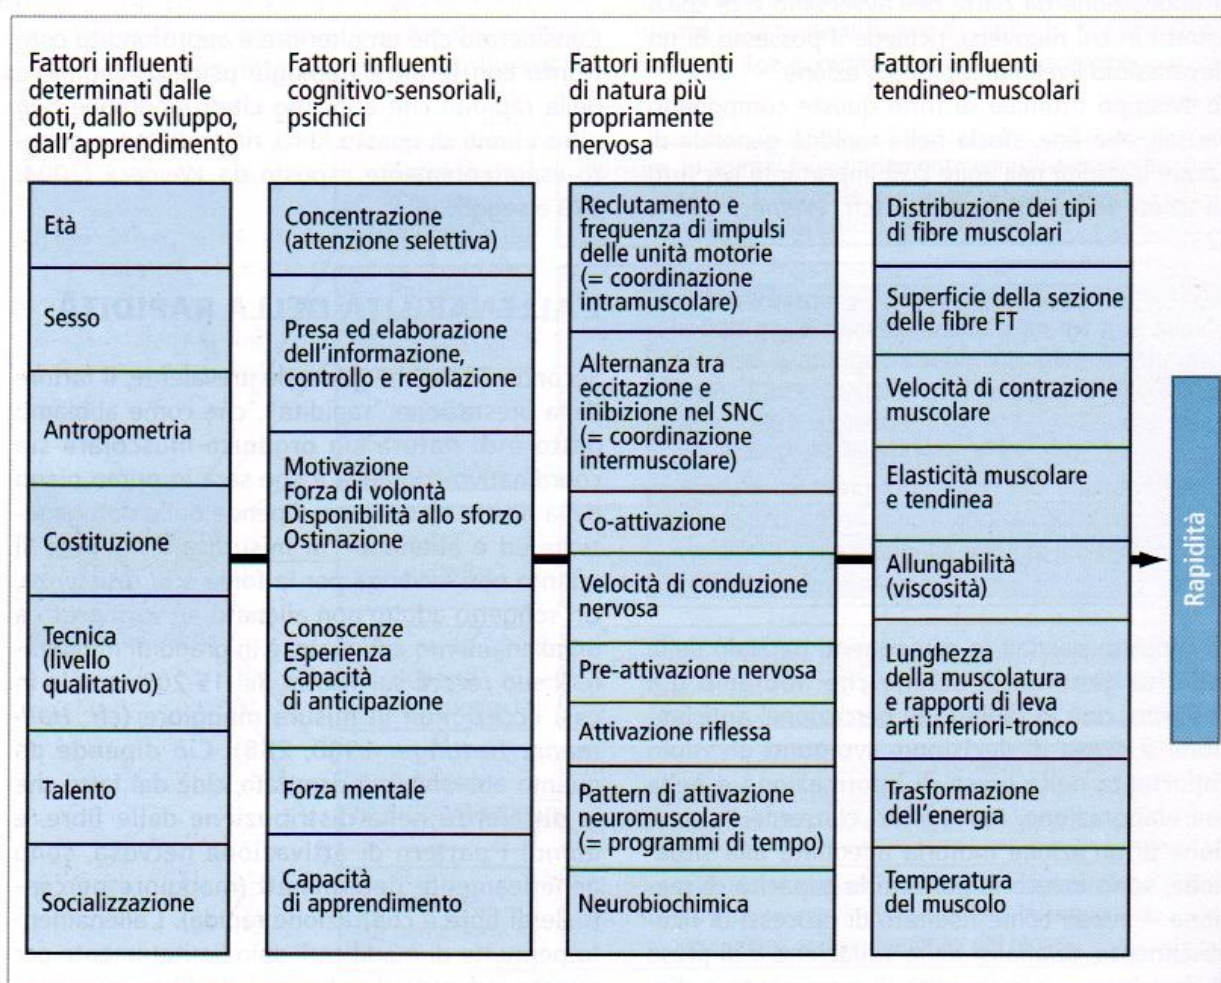 Fattori influenti
determinati dalle
doti, dallo sviluppo,
dall'apprendimento
Età
Sesso
Antropometria
Costituzione
Tecnica
(livello
qualitativo)
Talento
Socializzazione
Fattori influenti
cognitivo-sensoriali,
psichici
Concentrazione
(attenzione selettiva)
Presa ed elaborazione
dell'informazione,
controllo e regolazione
Motivazione
Forza di volontà
Disponibilità allo sforzo
Ostinazione
Conoscenze
Esperienza
Capacità
di anticipazione
Forza mentale
Capacità
di apprendimento
Fattori influenti
di natura più
propriamente
nervosa
Reclutamento e
frequenza di impulsi
delle unità motorie
(= coordinazione
intramuscolare)
Alternanza tra
eccitazione e
inibizione nel SNC
(= coordinazione
intermuscolare)
Co-attivazione
Velocità di conduzione
nervosa
Pre-attivazione nervosa
Attivazione riflessa
Pattern di attivazione
neuromuscolare
(= programmi di tempo)
Neurobiochimica
Fattori influenti
tendineo-muscolari
Distribuzione dei tipi
di fibre muscolari
Superficie della sezione
delle fibre FT
Velocità di contrazione
muscolare
Elasticità muscolare
e tendinea
Allungabilità
(viscosità)
Lunghezza
della muscolatura
e rapporti di leva
arti inferiori-tronco
Trasformazione
dell'energia
Temperatura
del muscolo
Rapidità